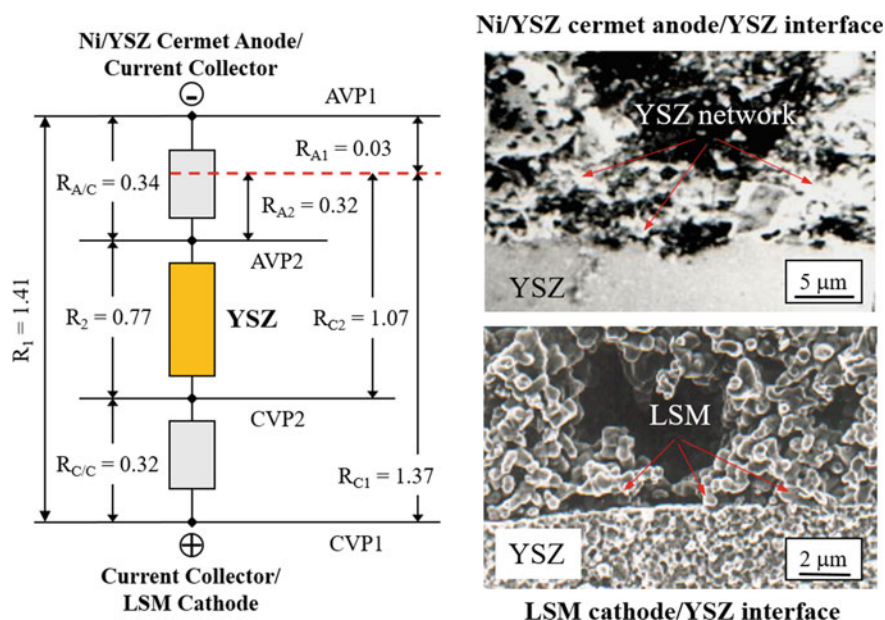 Ni/YSZ Cermet Anode/
Current Collector
⊖
AVP1
R_A1 = 0.03
R_A/C = 0.34
R_A2 = 0.32
AVP2
R_1 = 1.41
R_2 = 0.77
YSZ
R_C2 = 1.07
CVP2
R_C/C = 0.32
R_C1 = 1.37
CVP1
⊕
Current Collector/
LSM Cathode
Ni/YSZ cermet anode/YSZ interface
YSZ network
YSZ
5 μm
LSM
YSZ
2 μm
LSM cathode/YSZ interface